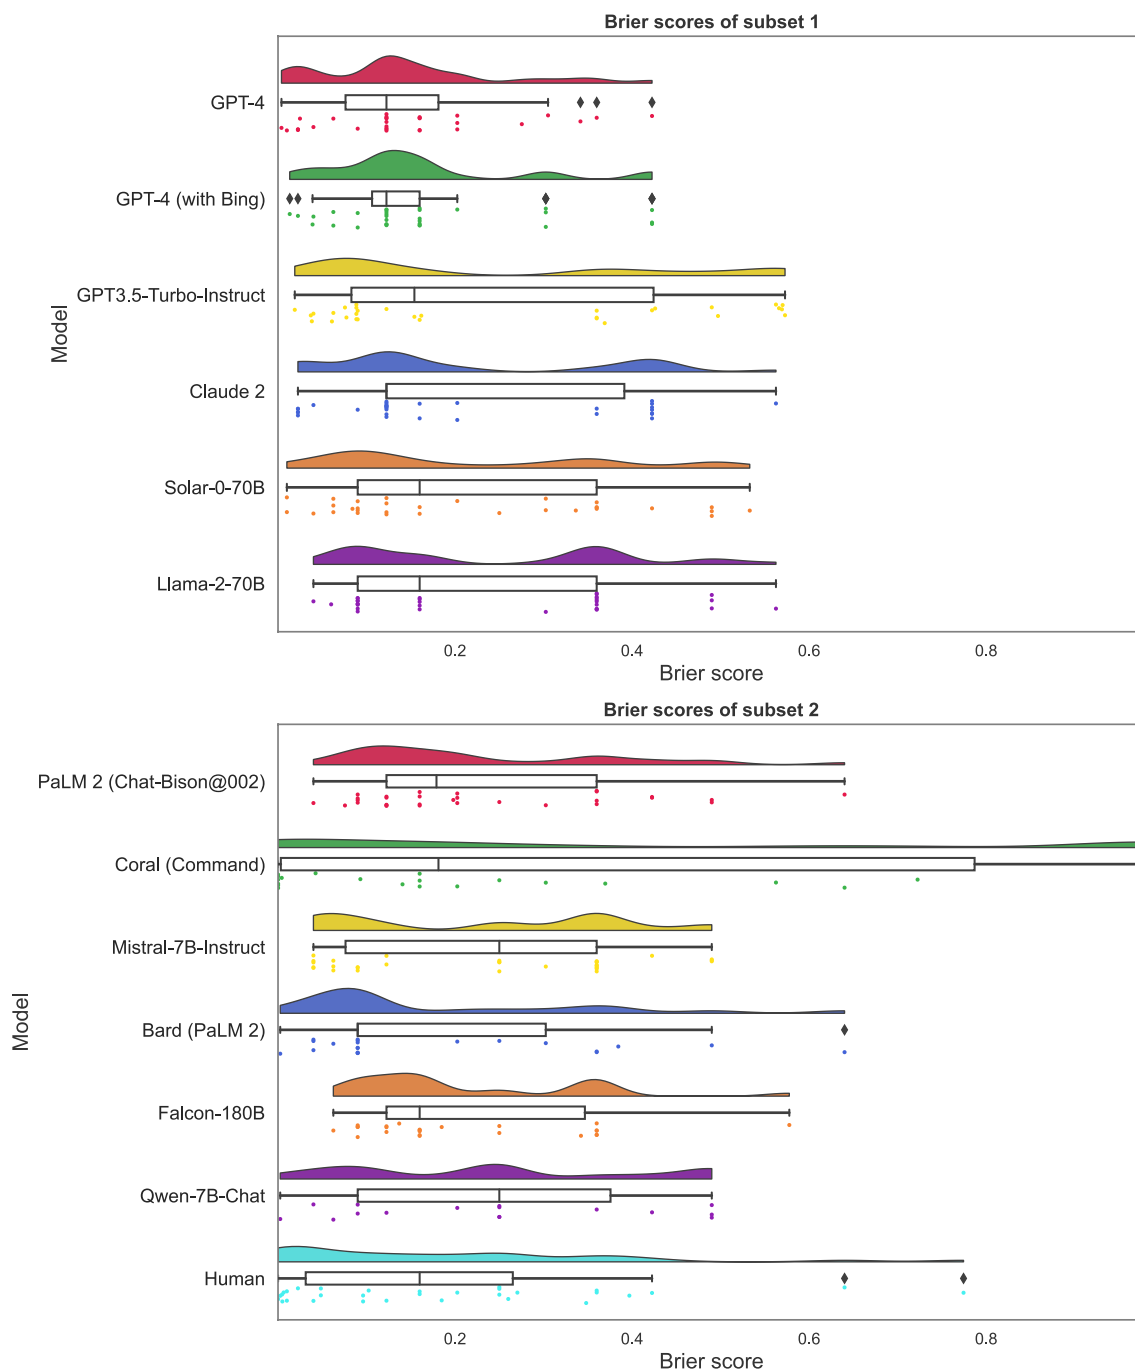 Brier scores of subset 1
GPT-4
GPT-4 (with Bing)
GPT3.5-Turbo-Instruct
Claude 2
Solar-0-70B
Llama-2-70B
Model
0.2 0.4 0.6 0.8
Brier score
Brier scores of subset 2
PaLM 2 (Chat-Bison@002)
Coral (Command)
Mistral-7B-Instruct
Bard (PaLM 2)
Falcon-180B
Qwen-7B-Chat
Human
Model
0.2 0.4 0.6 0.8
Brier score